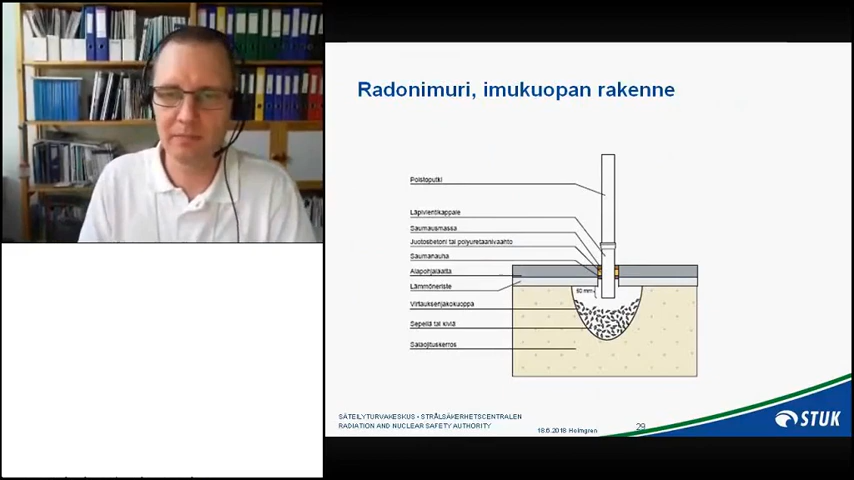 Radonimuri, imukuopan rakenne
Poistoputki
Läpivientikappale
Saumausmassa
Juotosbetoni tai polyuretaanivaahto
Saumanauha
Alapohjalaatta
Lämmöneriste
Virtauksenjakokuoppa
Sepeliä tai kiviä
Salaojituskerros
50 mm
SÄTEILYTURVAKESKUS • STRÅLSÄKERHETSCENTRALEN
RADIATION AND NUCLEAR SAFETY AUTHORITY
18.6.2018 Holmgren
29
STUK